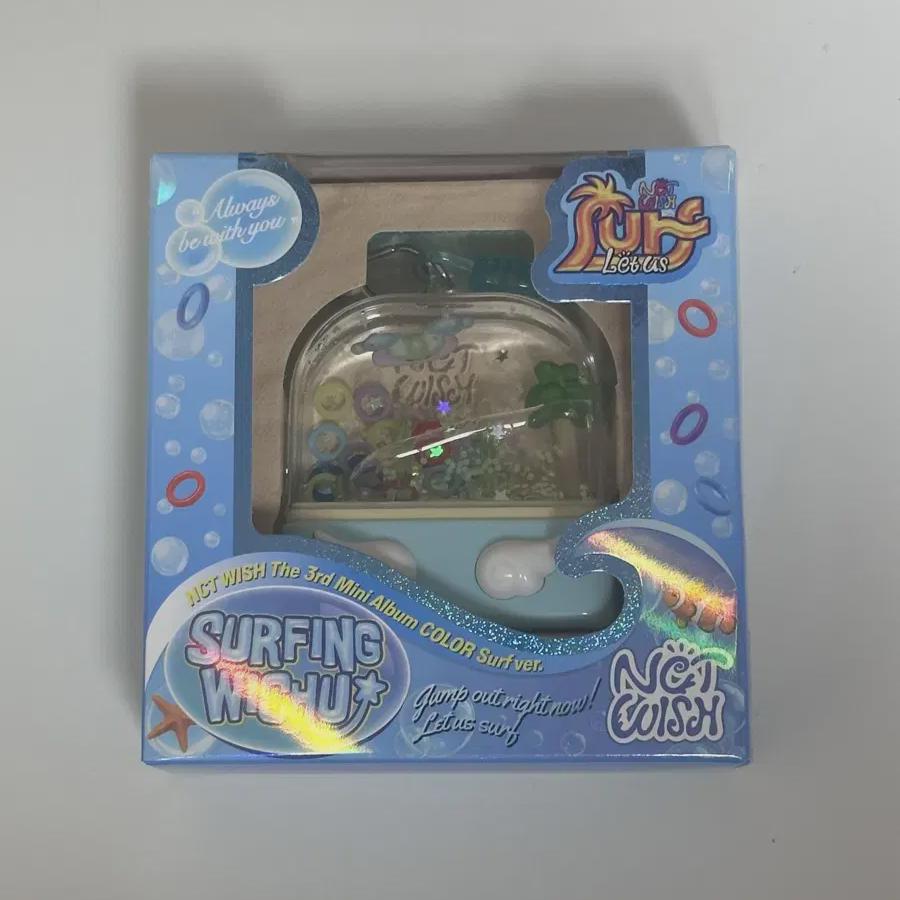 Always
be with you
NCT
WISH
Surf
Let us
NCT
WISH
NCT WISH The 3rd Mini Album COLOR Surf ver.
SURFING
WICHU
Jump out right now!
Let us surf
NCT
WISH